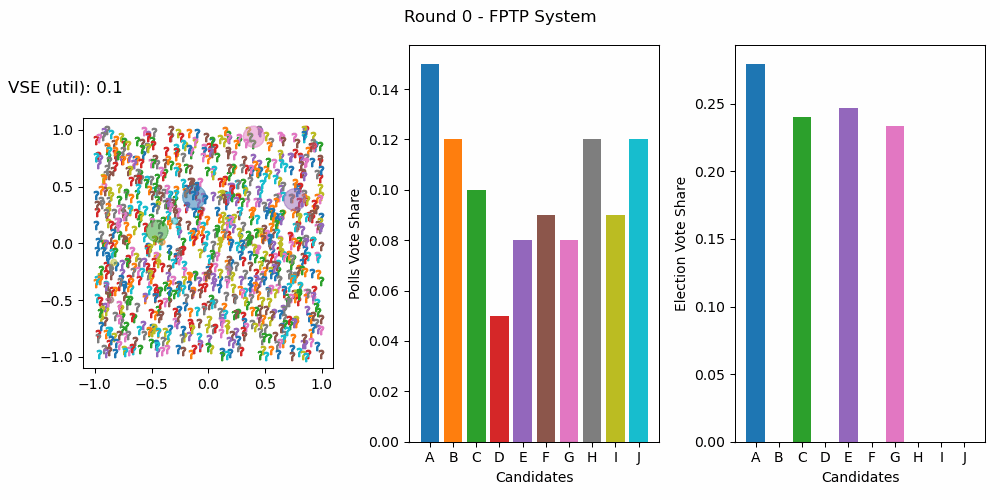 Round 0 - FPTP System
VSE (util): 0.1
1.0
0.5
0.0
−0.5
−1.0
−1.0 −0.5 0.0 0.5 1.0
Polls Vote Share
0.14
0.12
0.10
0.08
0.06
0.04
0.02
0.00
A B C D E F G H I J
Candidates
Election Vote Share
0.25
0.20
0.15
0.10
0.05
0.00
A B C D E F G H I J
Candidates